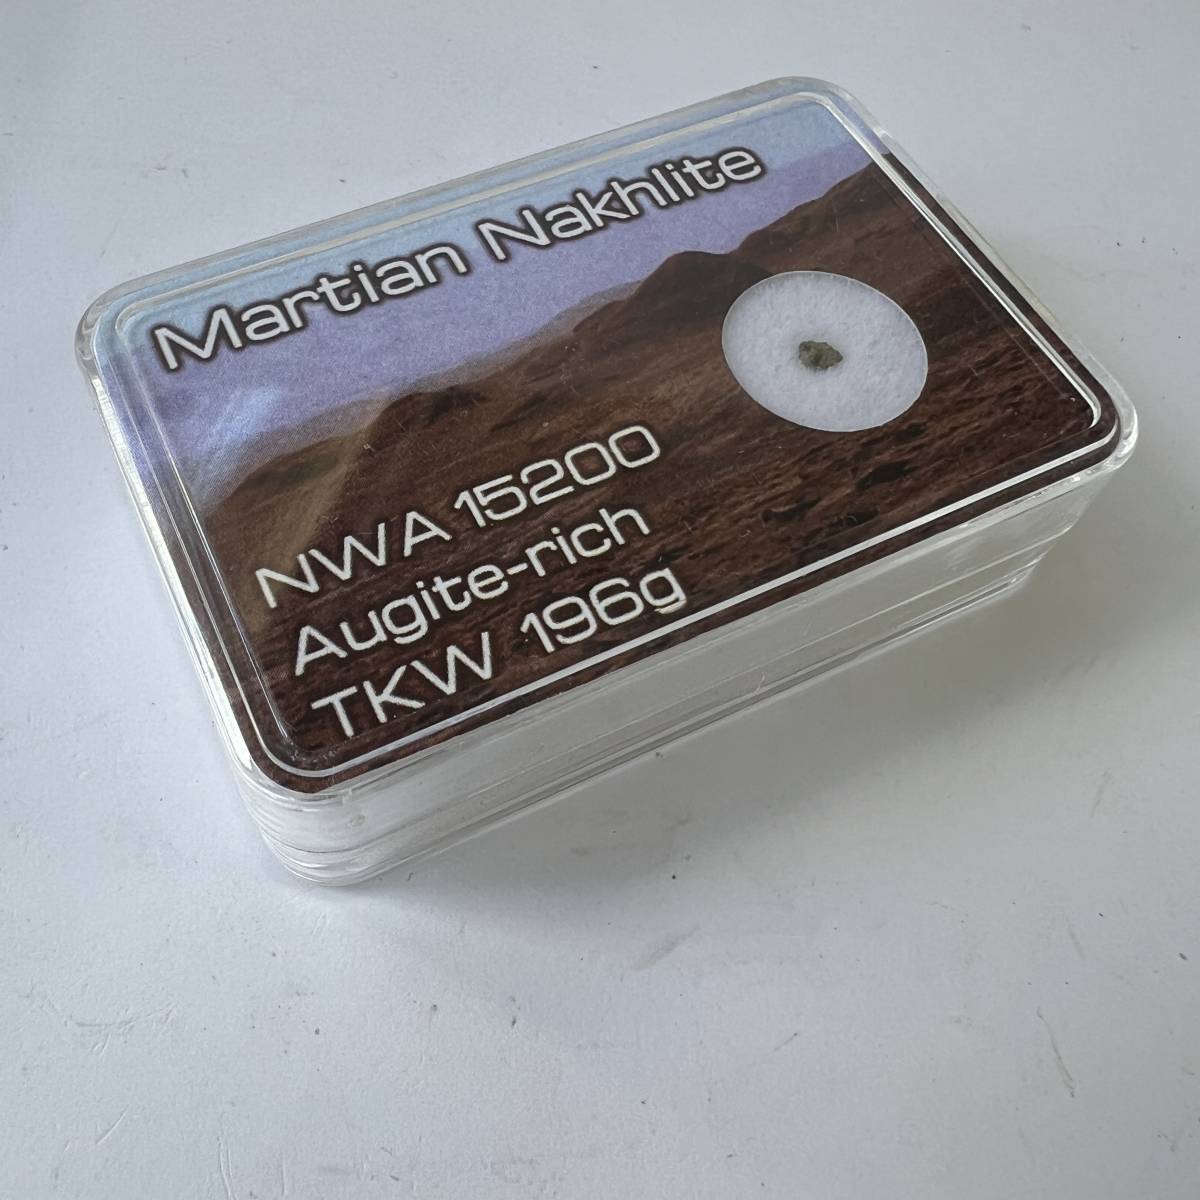 Martian Nakhlite
NWA 15200
Augite-rich
TKW 196g